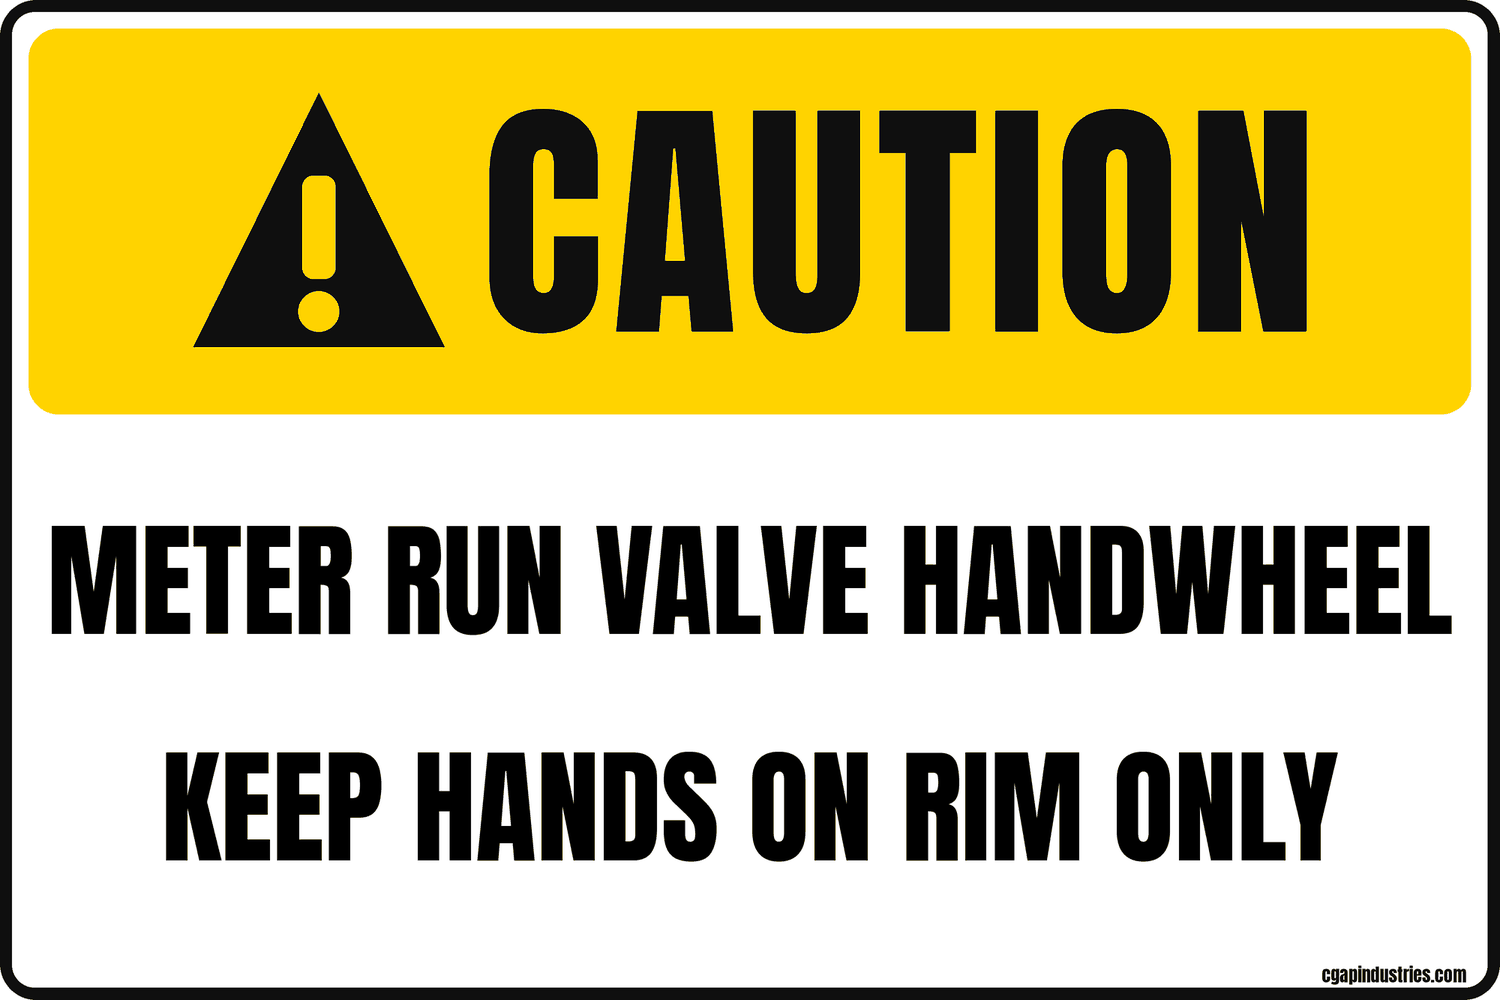 CAUTION
METER RUN VALVE HANDWHEEL
KEEP HANDS ON RIM ONLY
cgapindustries.com